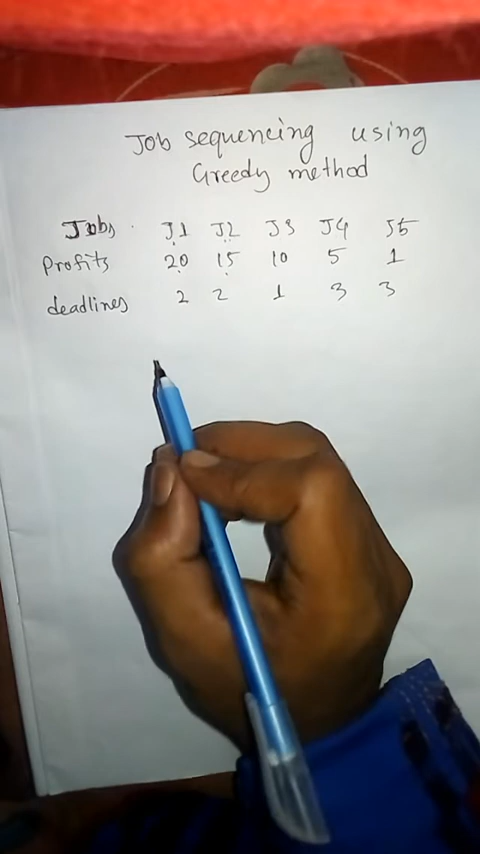 Job sequencing using
Greedy method
Jobs. J1 J2 J3 J4 J5
Profits 20 15 10 5 1
deadlines 2 2 1 3 3